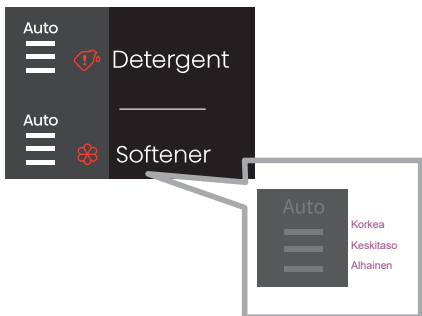 Auto
Detergent
Auto
Softener
Auto
Korkea
Keskitaso
Alhainen